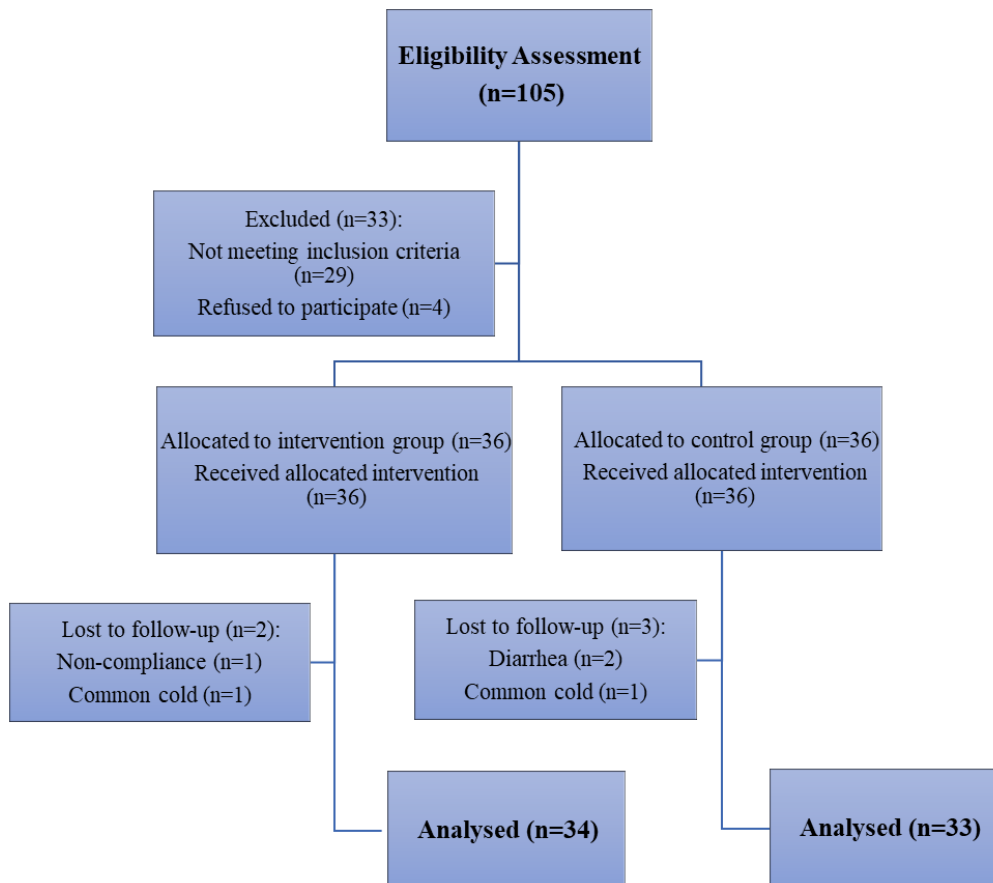 Eligibility Assessment
(n=105)
Excluded (n=33):
Not meeting inclusion criteria
(n=29)
Refused to participate (n=4)
Allocated to intervention group (n=36)
Received allocated intervention
(n=36)
Allocated to control group (n=36)
Received allocated intervention
(n=36)
Lost to follow-up (n=2):
Non-compliance (n=1)
Common cold (n=1)
Lost to follow-up (n=3):
Diarrhea (n=2)
Common cold (n=1)
Analysed (n=34)
Analysed (n=33)